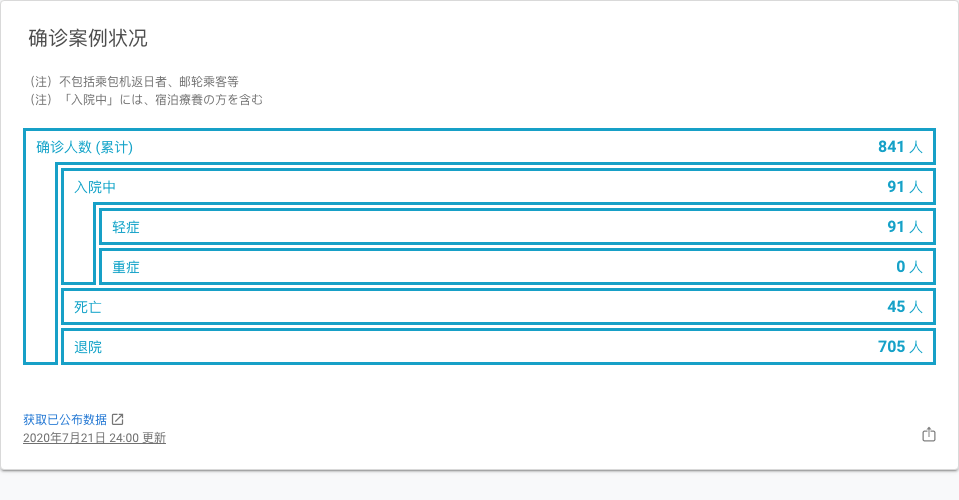 确诊案例状况
（注）不包括乘包机返日者、邮轮乘客等
（注）「入院中」には、宿泊療養の方を含む
确诊人数 (累计) 841 人
入院中 91 人
轻症 91 人
重症 0 人
死亡 45 人
退院 705 人
获取已公布数据
2020年7月21日 24:00 更新